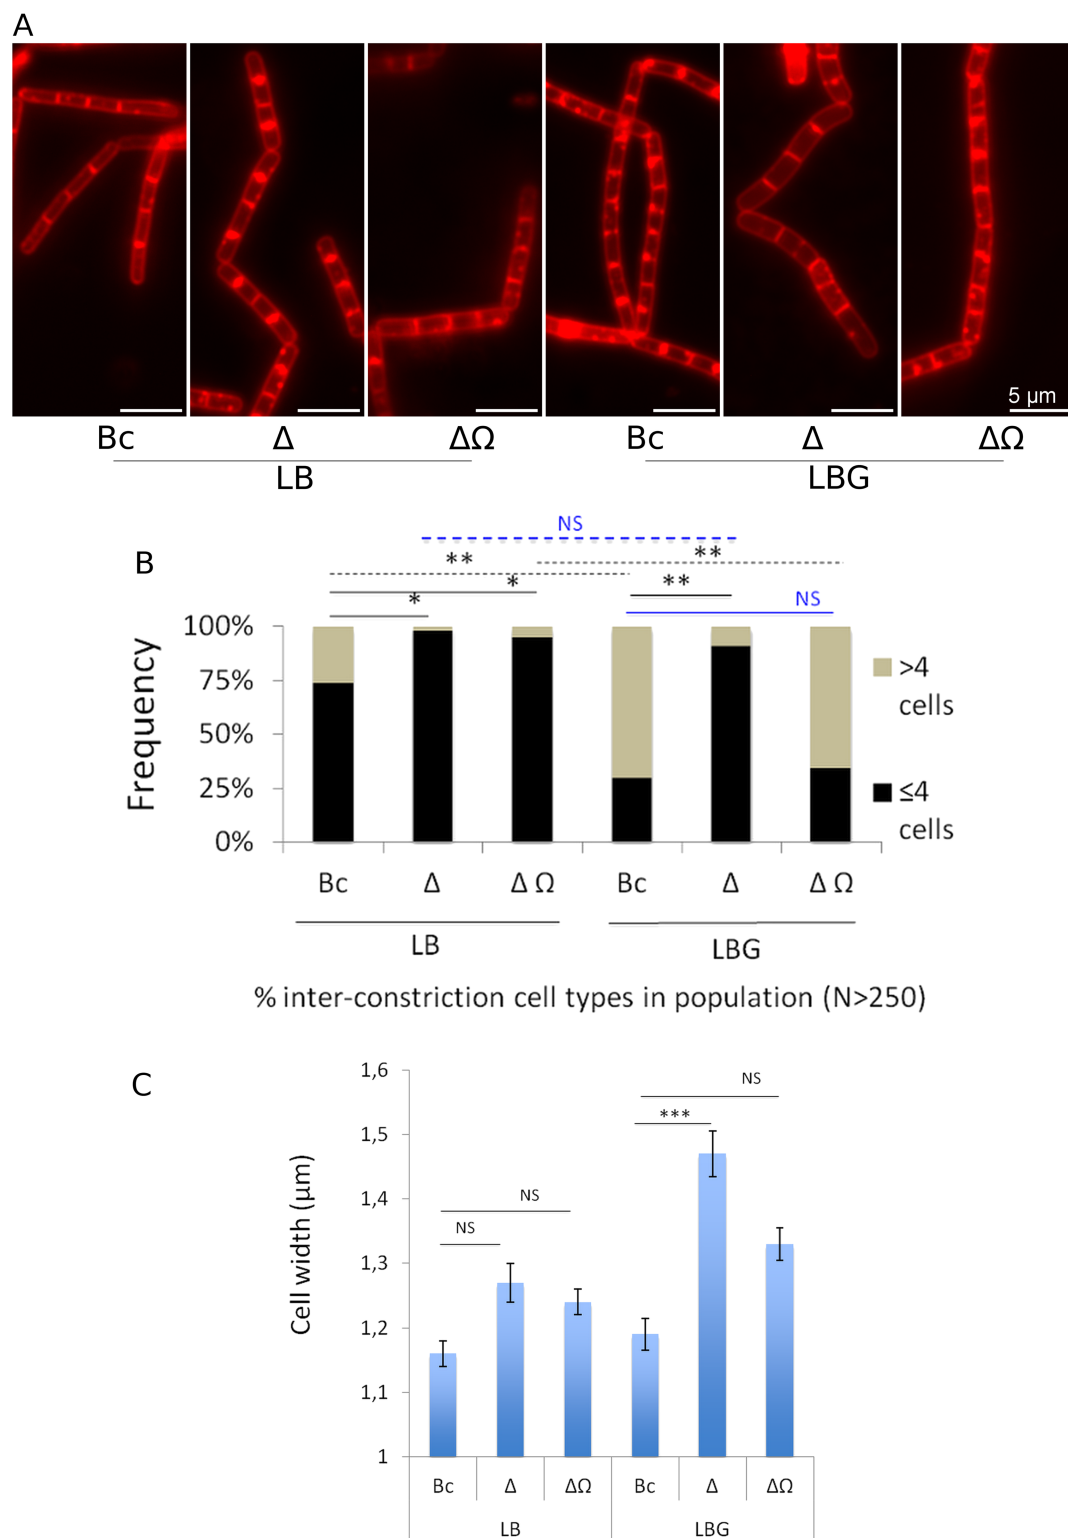 A
5 µm
Bc Δ ΔΩ Bc Δ ΔΩ
LB LBG
B
NS
** **
* **
* NS
100%
75%
50%
25%
0%
Frequency
>4
cells
≤4
cells
Bc Δ Δ Ω Bc Δ Δ Ω
LB LBG
% inter-constriction cell types in population (N>250)
C
1,6
1,5
1,4
1,3
1,2
1,1
1
Cell width (µm)
NS
***
NS
NS
Bc Δ ΔΩ Bc Δ ΔΩ
LB LBG